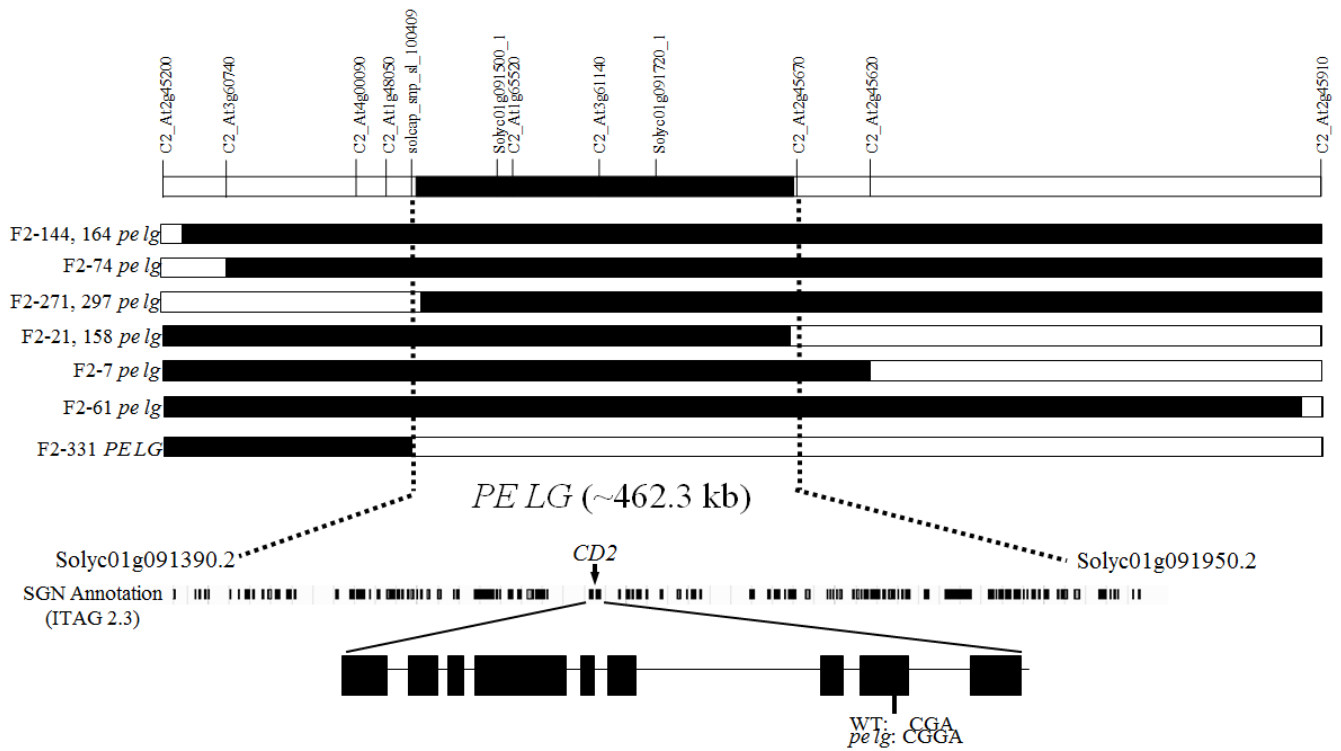 C2_At2g45200
C2_At3g60740
C2_At4g00090
C2_At1g48050
solcap_snp_sl_100409
Solyc01g091500_1
C2_At1g65520
C2_At3g61140
Solyc01g091720_1
C2_At2g45670
C2_At2g45620
C2_At2g45910
F2-144, 164 pe lg
F2-74 pe lg
F2-271, 297 pe lg
F2-21, 158 pe lg
F2-7 pe lg
F2-61 pe lg
F2-331 PE LG
PE LG (~462.3 kb)
Solyc01g091390.2
Solyc01g091950.2
CD2
SGN Annotation
(ITAG 2.3)
WT: CGA
pe lg: CGGA